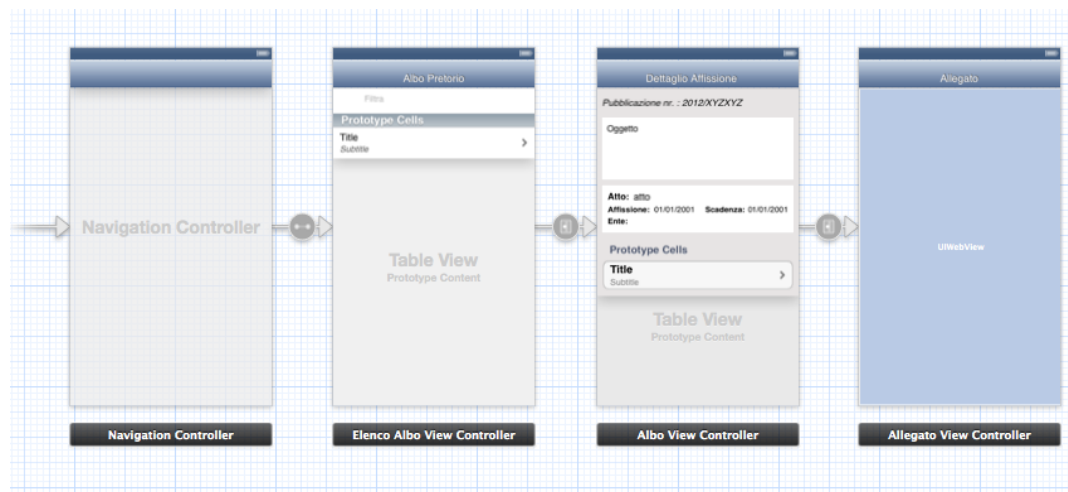 Navigation Controller
Navigation Controller
Albo Pretorio
Filtra
Prototype Cells
Title
Subtitle
Table View
Prototype Content
Elenco Albo View Controller
Dettaglio Affissione
Pubblicazione nr. : 2012/XYZXYZ
Oggetto
Atto: atto
Affissione: 01/01/2001 Scadenza: 01/01/2001
Ente:
Prototype Cells
Title
Subtitle
Table View
Prototype Content
Albo View Controller
Allegato
UIWebView
Allegato View Controller